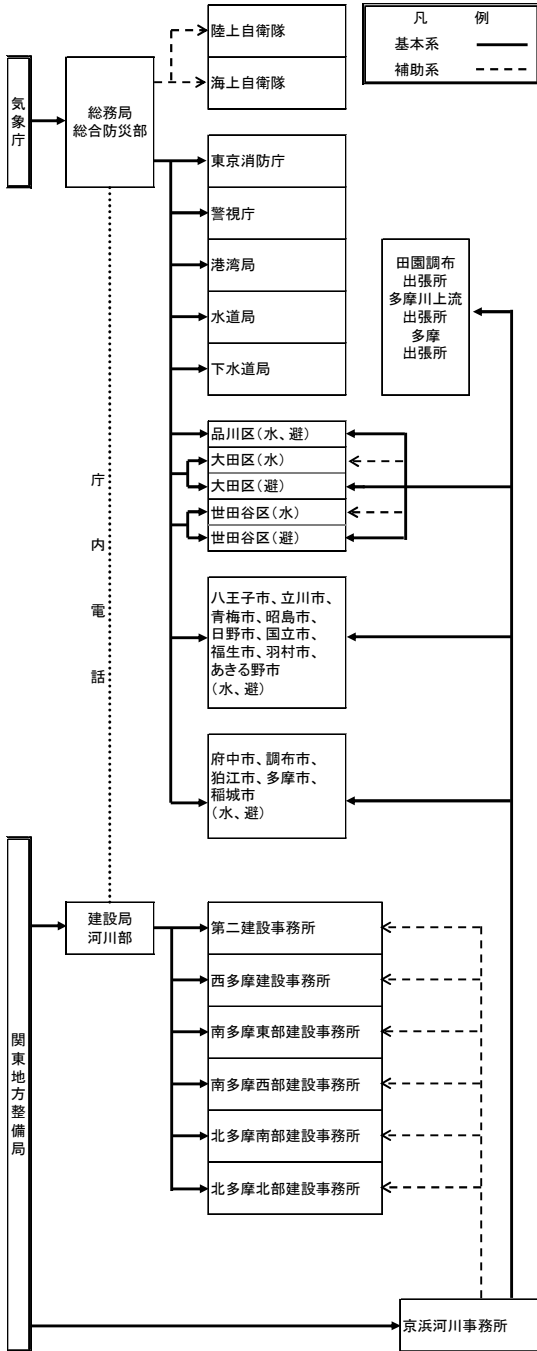 凡　例
基本系
補助系
陸上自衛隊
海上自衛隊
気象庁
総務局
総合防災部
東京消防庁
警視庁
港湾局
水道局
下水道局
田園調布
出張所
多摩川上流
出張所
多摩
出張所
品川区（水、避）
大田区（水）
大田区（避）
世田谷区（水）
世田谷区（避）
庁内電話
八王子市、立川市、
青梅市、昭島市、
日野市、国立市、
福生市、羽村市、
あきる野市
（水、避）
府中市、調布市、
狛江市、多摩市、
稲城市
（水、避）
関東地方整備局
建設局
河川部
第二建設事務所
西多摩建設事務所
南多摩東部建設事務所
南多摩西部建設事務所
北多摩南部建設事務所
北多摩北部建設事務所
京浜河川事務所